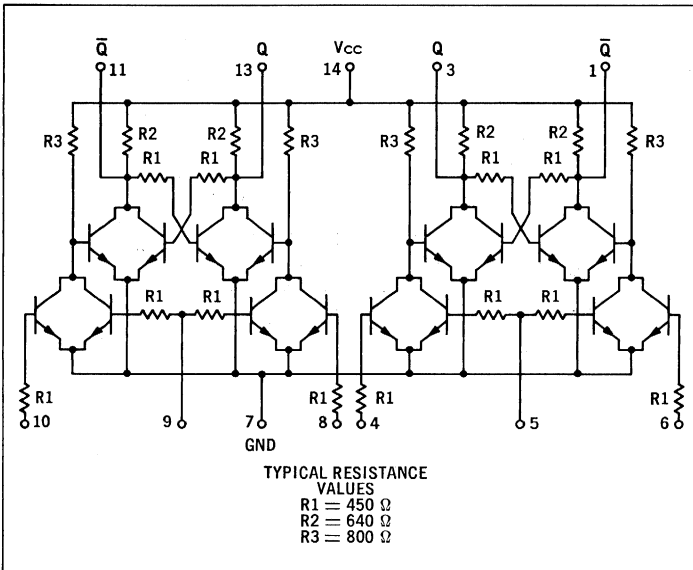 Q̅ Q Vcc Q Q̅
11 13 14 3 1
R3 R2 R2 R3 R3 R2 R2 R3
R1 R1 R1 R1
R1 R1 R1 R1
R1 R1 R1 R1
10 9 7 8 4 5 6
GND
TYPICAL RESISTANCE
VALUES
R1 = 450 Ω
R2 = 640 Ω
R3 = 800 Ω